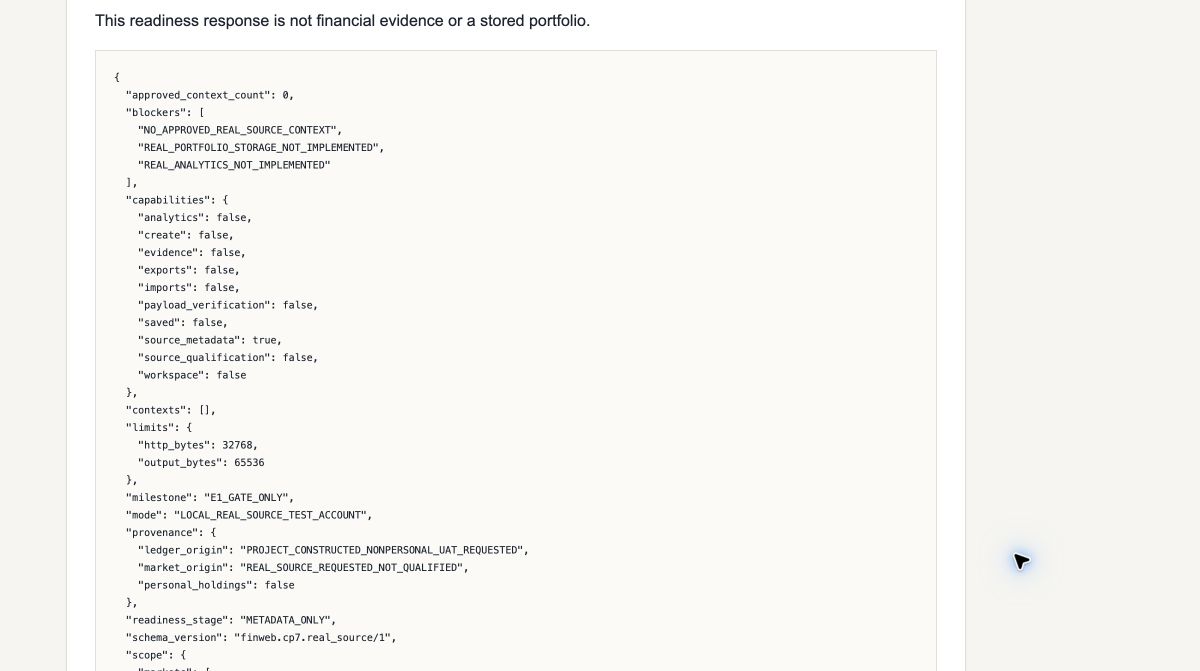 This readiness response is not financial evidence or a stored portfolio.
{
  "approved_context_count": 0,
  "blockers": [
    "NO_APPROVED_REAL_SOURCE_CONTEXT",
    "REAL_PORTFOLIO_STORAGE_NOT_IMPLEMENTED",
    "REAL_ANALYTICS_NOT_IMPLEMENTED"
  ],
  "capabilities": {
    "analytics": false,
    "create": false,
    "evidence": false,
    "exports": false,
    "imports": false,
    "payload_verification": false,
    "saved": false,
    "source_metadata": true,
    "source_qualification": false,
    "workspace": false
  },
  "contexts": [],
  "limits": {
    "http_bytes": 32768,
    "output_bytes": 65536
  },
  "milestone": "E1_GATE_ONLY",
  "mode": "LOCAL_REAL_SOURCE_TEST_ACCOUNT",
  "provenance": {
    "ledger_origin": "PROJECT_CONSTRUCTED_NONPERSONAL_UAT_REQUESTED",
    "market_origin": "REAL_SOURCE_REQUESTED_NOT_QUALIFIED",
    "personal_holdings": false
  },
  "readiness_stage": "METADATA_ONLY",
  "schema_version": "finweb.cp7.real_source/1",
  "scope": {